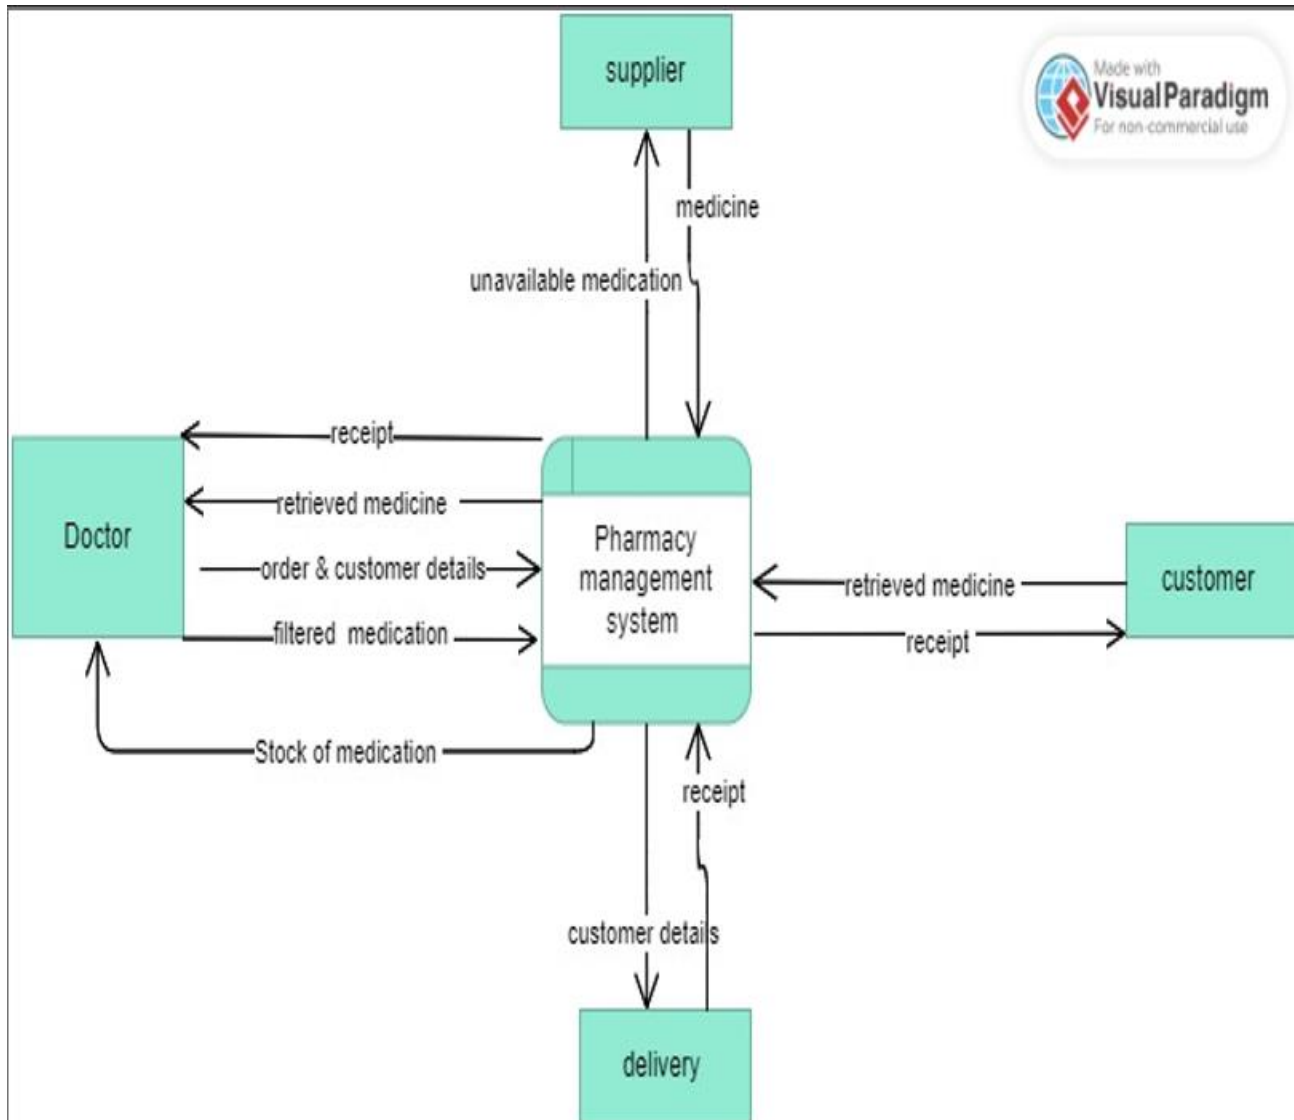 supplier
Made with
Visual Paradigm
For non-commercial use
medicine
unavailable medication
receipt
retrieved medicine
Doctor
order & customer details
filtered medication
Stock of medication
Pharmacy
management
system
retrieved medicine
customer
receipt
receipt
customer details
delivery